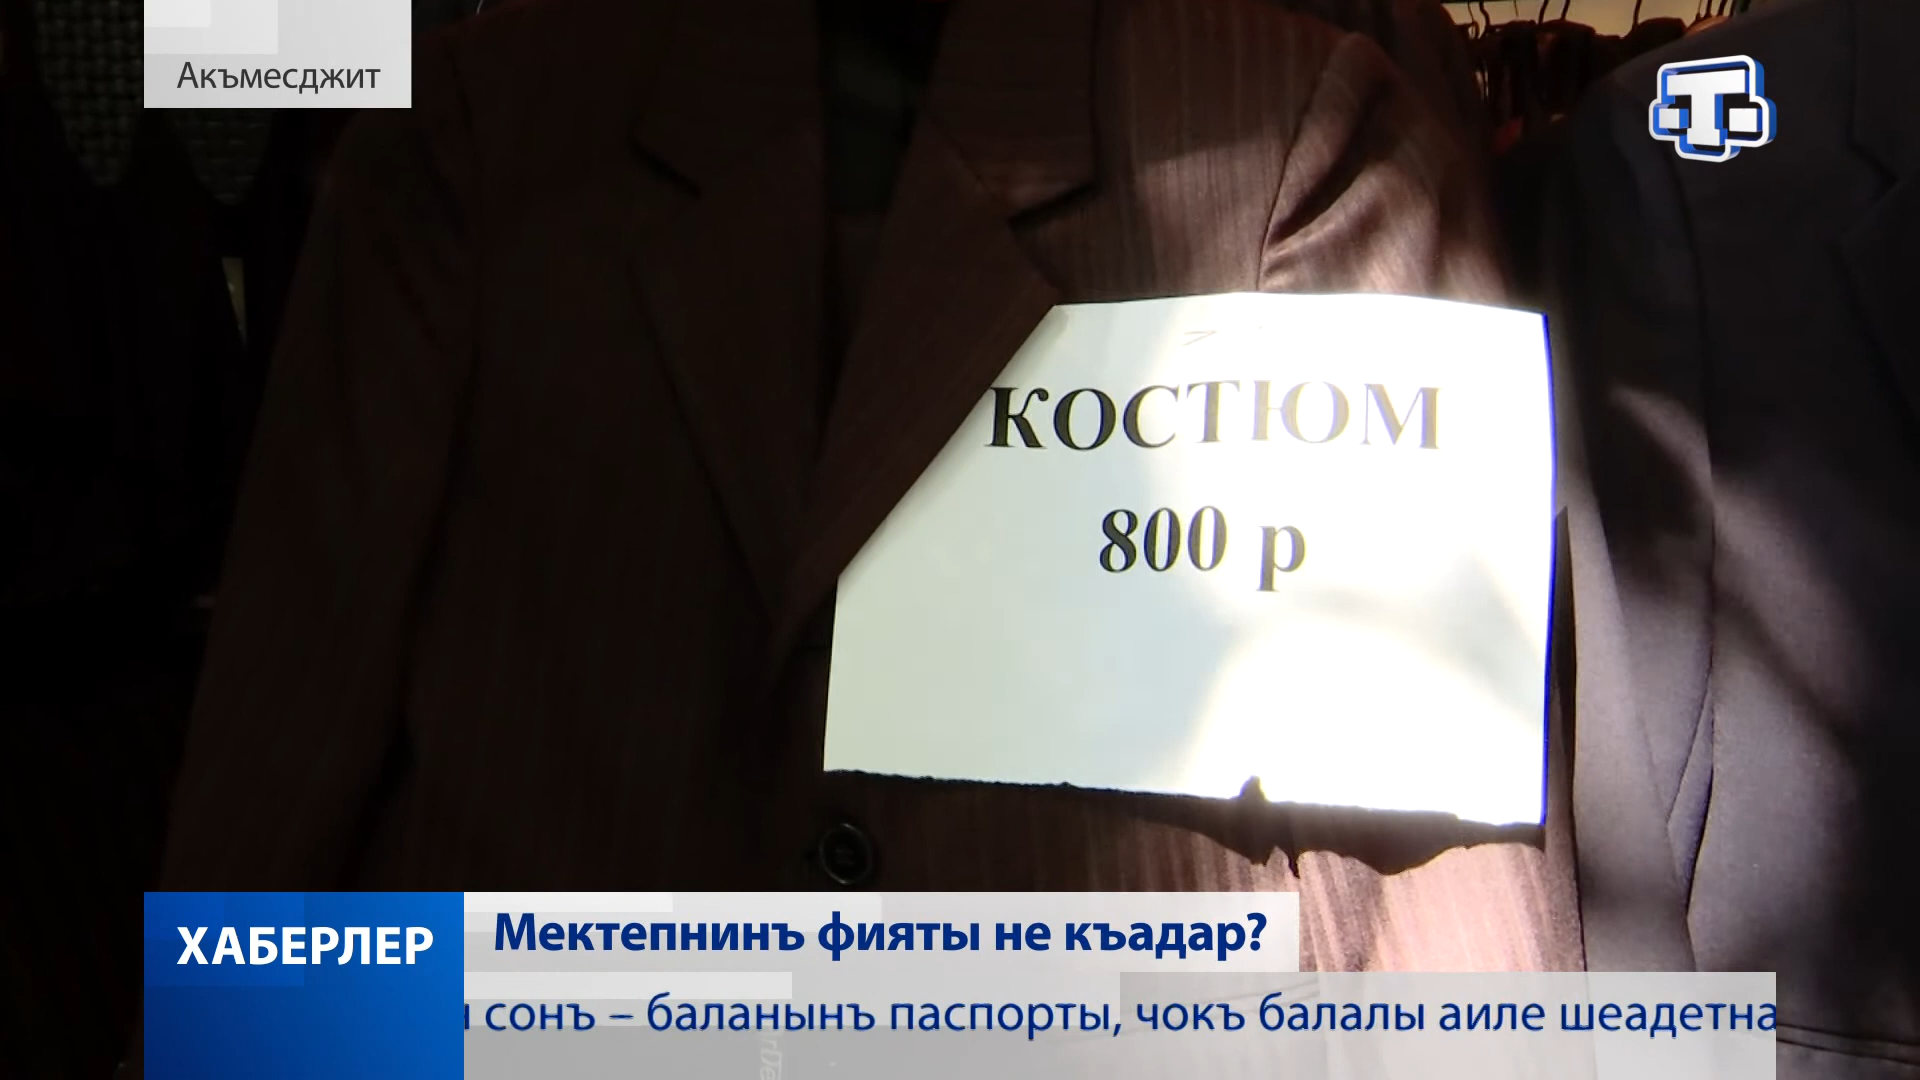 Акъмесджит
Т
КОСТЮМ
800 р
ХАБЕРЛЕР
Мектепнинъ фияты не къадар?
сонъ – баланынъ паспорты, чокъ балалы аиле шеадетна